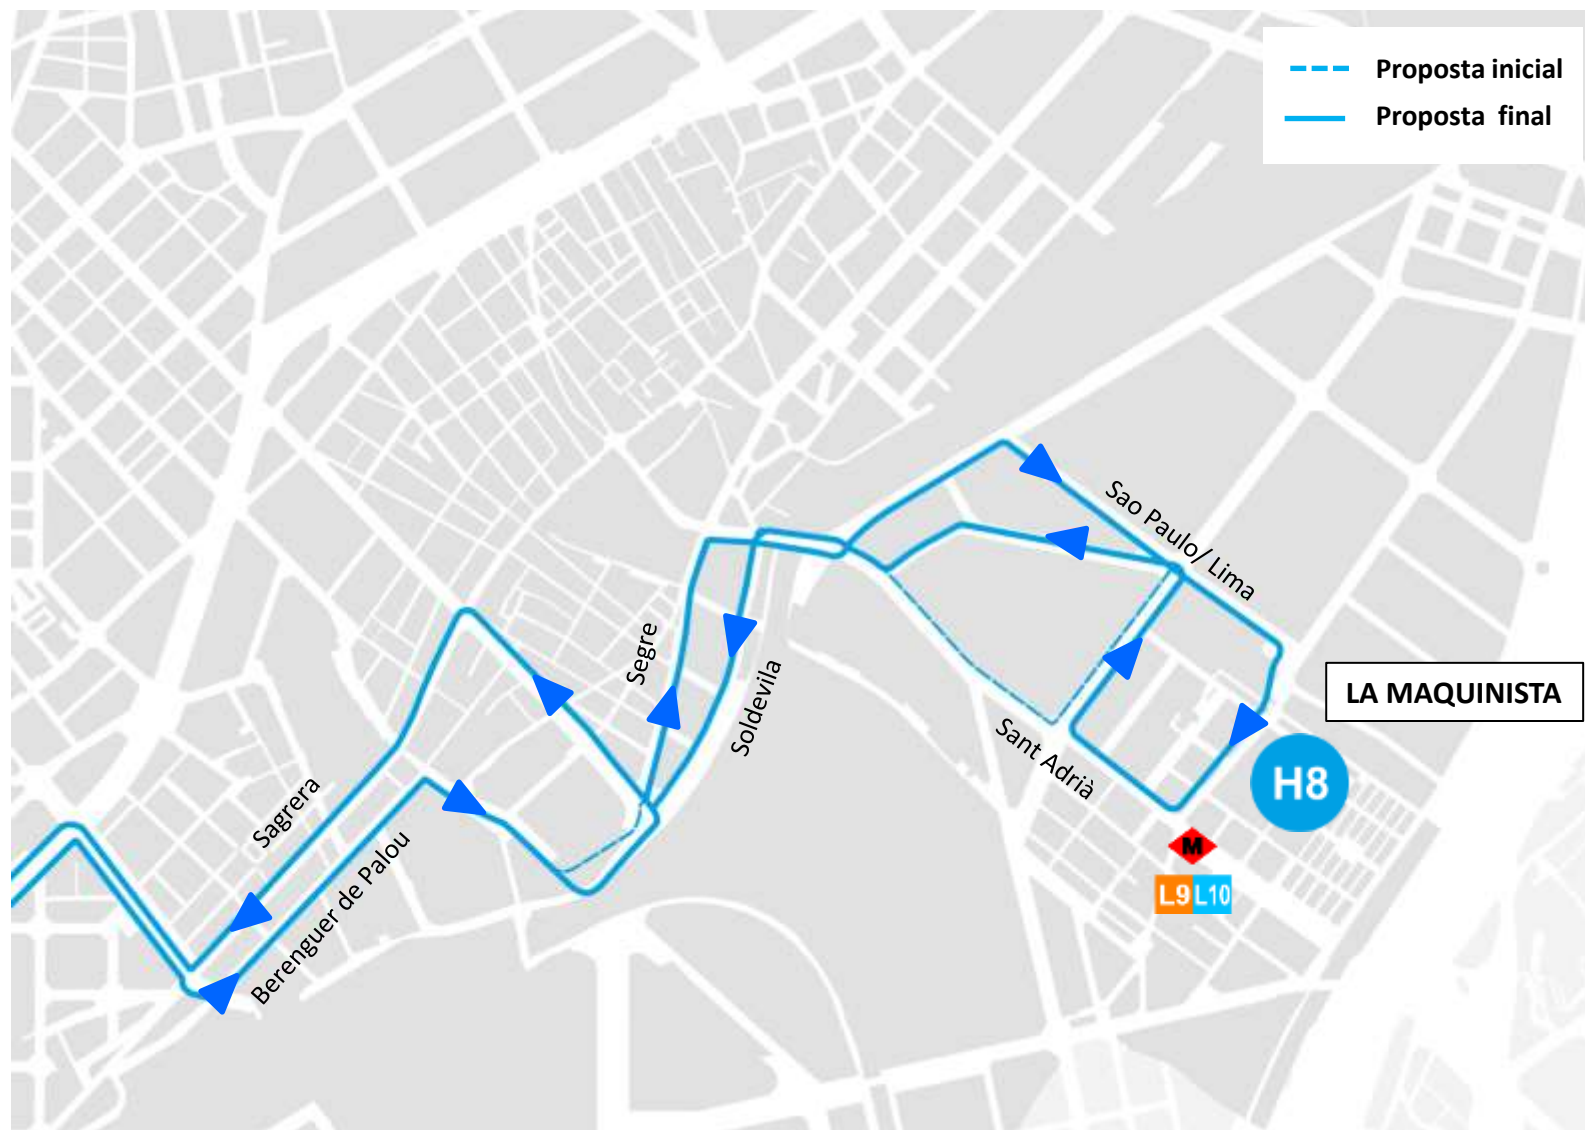 Proposta inicial
Proposta final
Sao Paulo/ Lima
Segre
Soldevila
LA MAQUINISTA
Sant Adrià
H8
Sagrera
Berenguer de Palou
M
L9 L10